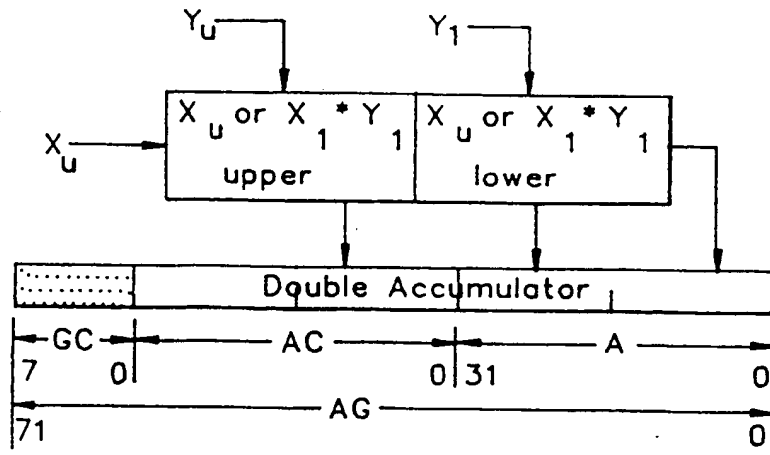 Yu Y1
Xu or X1 * Y1 Xu or X1 * Y1
Xu
upper lower
Double Accumulator
GC AC A
7 0 0 31 0
AG
71 0